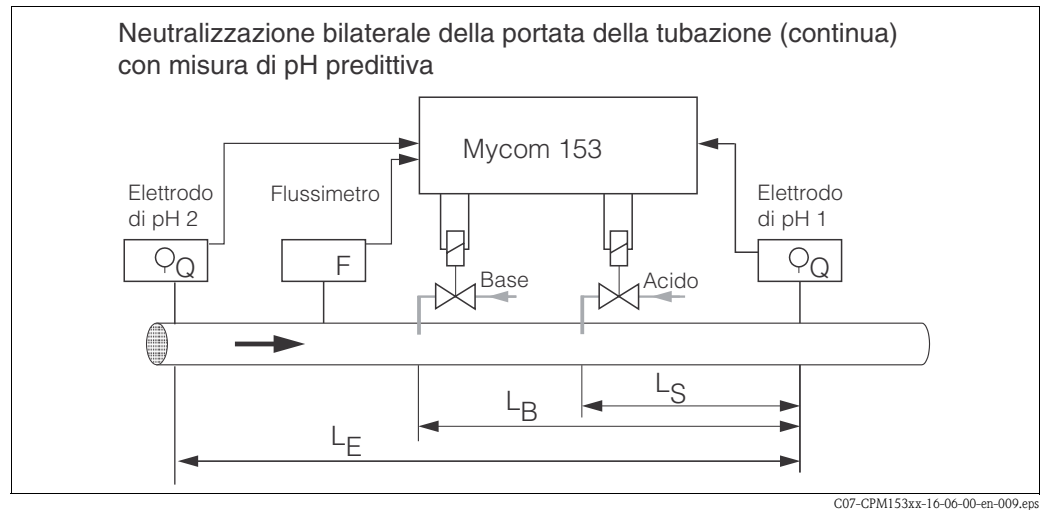 Neutralizzazione bilaterale della portata della tubazione (continua)
con misura di pH predittiva
Mycom 153
Elettrodo
di pH 2
Flussimetro
Elettrodo
di pH 1
Q
F
Q
Base
Acido
LS
LB
LE
C07-CPM153xx-16-06-00-en-009.eps